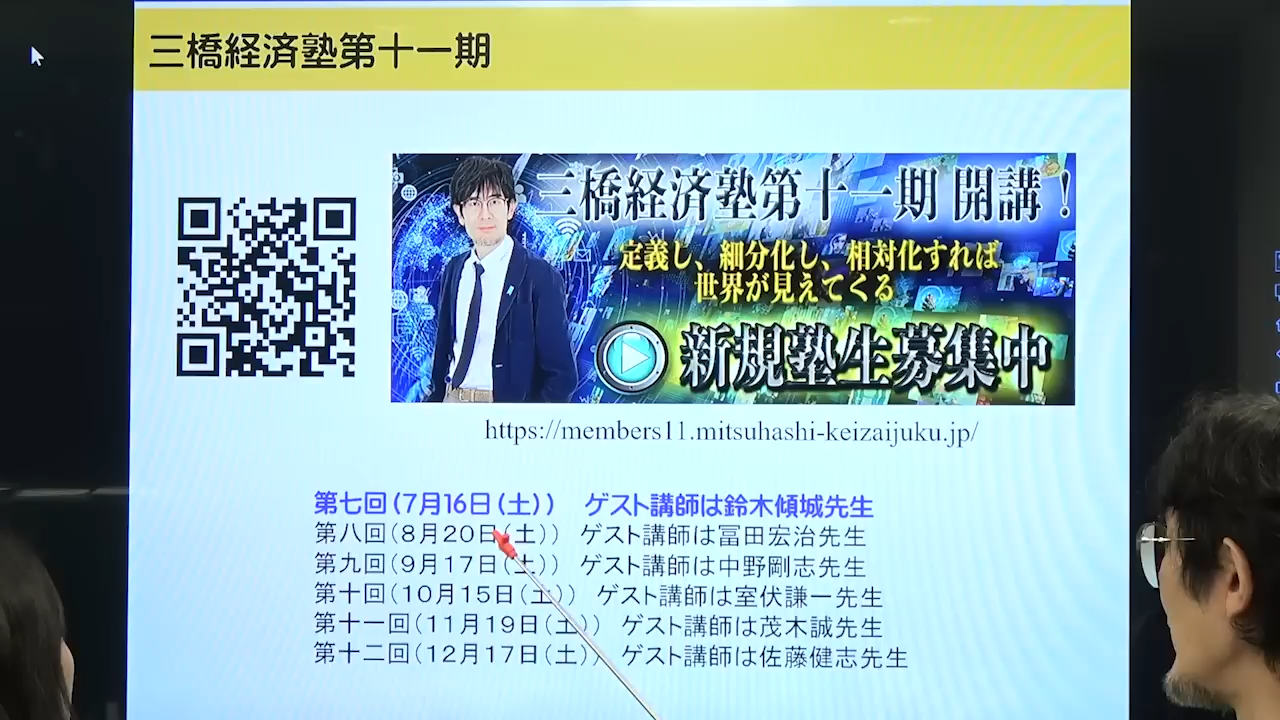 三橋経済塾第十一期
三橋経済塾第十一期 開講！
定義し、細分化し、相対化すれば
世界が見えてくる
新規塾生募集中
https://members11.mitsuhashi-keizaijuku.jp/
第七回（7月16日（土））　ゲスト講師は鈴木傾城先生
第八回（８月２０日（土））　ゲスト講師は冨田宏治先生
第九回（９月１７日（土））　ゲスト講師は中野剛志先生
第十回（１０月１５日（土））　ゲスト講師は室伏謙一先生
第十一回（１１月１９日（土））　ゲスト講師は茂木誠先生
第十二回（１２月１７日（土））　ゲスト講師は佐藤健志先生